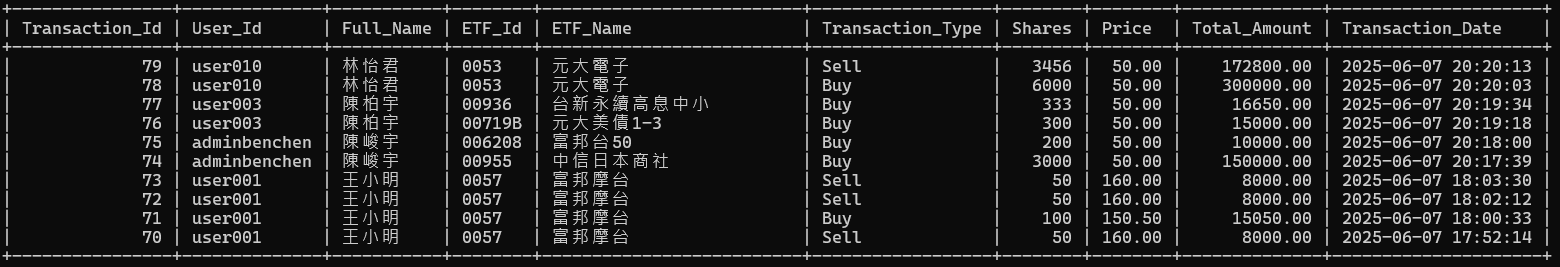 +----------------+--------------+-----------+--------+-------------------------+------------------+--------+--------+--------------+---------------------+
| Transaction_Id | User_Id      | Full_Name | ETF_Id | ETF_Name                | Transaction_Type | Shares | Price  | Total_Amount | Transaction_Date    |
+----------------+--------------+-----------+--------+-------------------------+------------------+--------+--------+--------------+---------------------+
|             79 | user010      | 林怡君    | 0053   | 元大電子                | Sell             |   3456 |  50.00 |    172800.00 | 2025-06-07 20:20:13 |
|             78 | user010      | 林怡君    | 0053   | 元大電子                | Buy              |   6000 |  50.00 |    300000.00 | 2025-06-07 20:20:03 |
|             77 | user003      | 陳柏宇    | 00936  | 台新永續高息中小        | Buy              |    333 |  50.00 |     16650.00 | 2025-06-07 20:19:34 |
|             76 | user003      | 陳柏宇    | 00719B | 元大美債1-3             | Buy              |    300 |  50.00 |     15000.00 | 2025-06-07 20:19:18 |
|             75 | adminbenchen | 陳峻宇    | 006208 | 富邦台50                | Buy              |    200 |  50.00 |     10000.00 | 2025-06-07 20:18:00 |
|             74 | adminbenchen | 陳峻宇    | 00955  | 中信日本商社            | Buy              |   3000 |  50.00 |    150000.00 | 2025-06-07 20:17:39 |
|             73 | user001      | 王小明    | 0057   | 富邦摩台                | Sell             |     50 | 160.00 |      8000.00 | 2025-06-07 18:03:30 |
|             72 | user001      | 王小明    | 0057   | 富邦摩台                | Sell             |     50 | 160.00 |      8000.00 | 2025-06-07 18:02:12 |
|             71 | user001      | 王小明    | 0057   | 富邦摩台                | Buy              |    100 | 150.50 |     15050.00 | 2025-06-07 18:00:33 |
|             70 | user001      | 王小明    | 0057   | 富邦摩台                | Sell             |     50 | 160.00 |      8000.00 | 2025-06-07 17:52:14 |
+----------------+--------------+-----------+--------+-------------------------+------------------+--------+--------+--------------+---------------------+